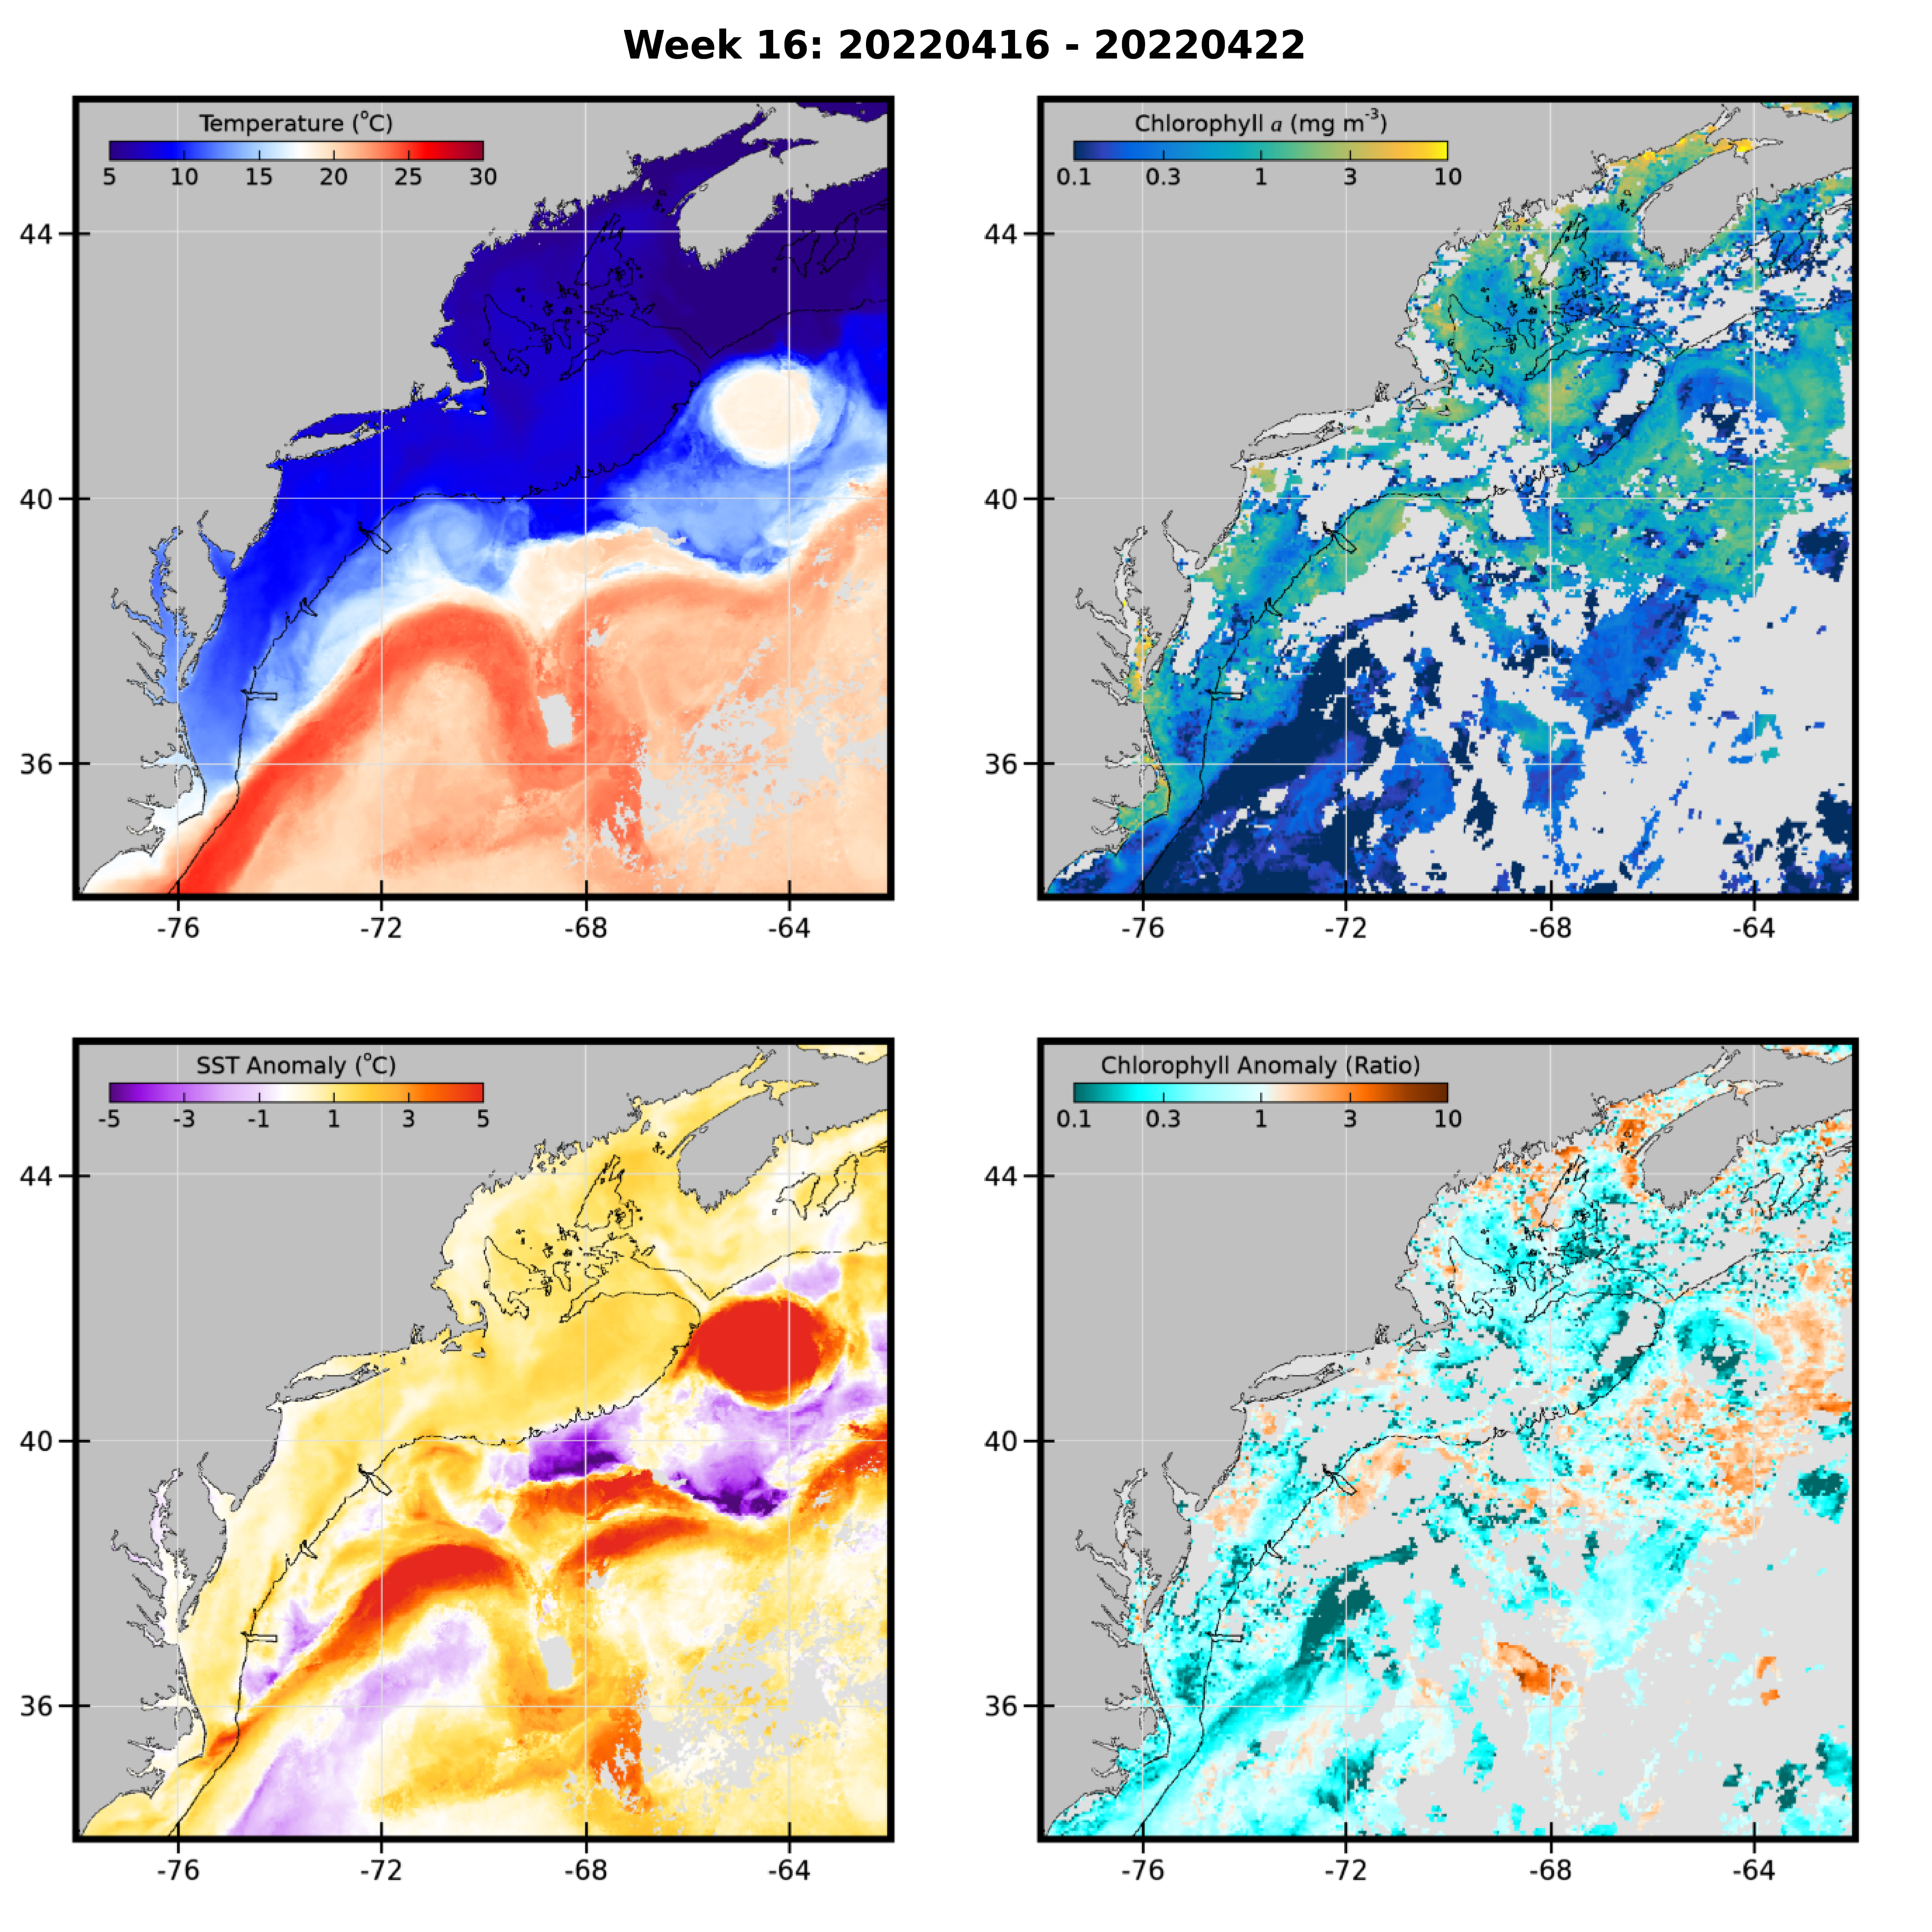 Week 16: 20220416 - 20220422
Temperature (°C)
5 10 15 20 25 30
44
40
36
-76 -72 -68 -64
Chlorophyll a (mg m⁻³)
0.1 0.3 1 3 10
44
40
36
-76 -72 -68 -64
SST Anomaly (°C)
-5 -3 -1 1 3 5
44
40
36
-76 -72 -68 -64
Chlorophyll Anomaly (Ratio)
0.1 0.3 1 3 10
44
40
36
-76 -72 -68 -64